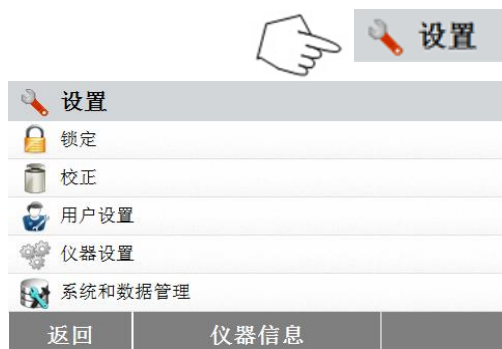 设置
设置
锁定
校正
用户设置
仪器设置
系统和数据管理
返回 仪器信息